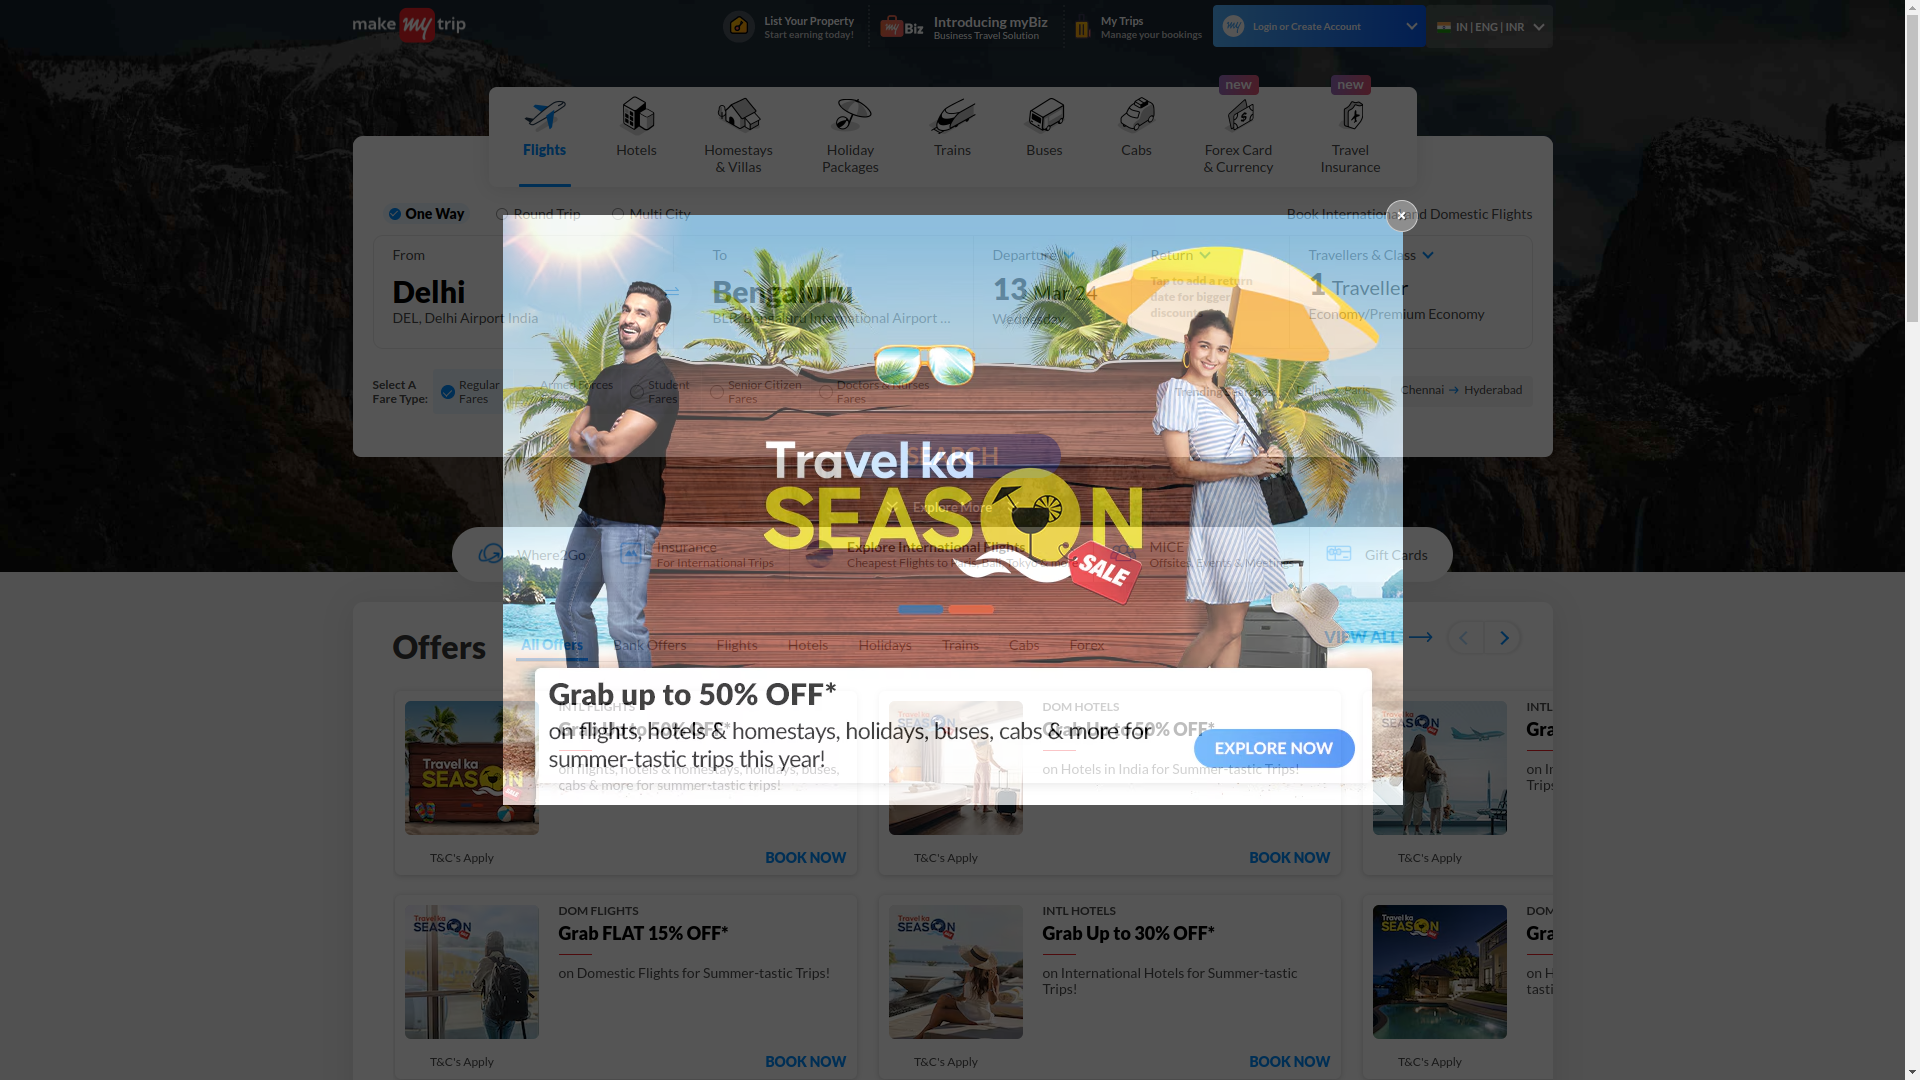 make my trip
List Your Property
Start earning today!
myBiz
Introducing myBiz
Business Travel Solution
My Trips
Manage your bookings
my
Login or Create Account
IN | ENG | INR
new
new
Flights
Hotels
Homestays
& Villas
Holiday
Packages
Trains
Buses
Cabs
Forex Card
& Currency
Travel
Insurance
One Way
Round Trip
Multi City
Book International and Domestic Flights
From
To
Departure
Return
Travellers & Class
Delhi
Bengaluru
13 Mar'24
Tap to add a return
date for bigger
discounts
1 Traveller
DEL, Delhi Airport India
BLR, Bengaluru International Airport ...
Wednesday
Economy/Premium Economy
Select A
Fare Type:
Regular
Fares
Armed Forces
Fares
Student
Fares
Senior Citizen
Fares
Doctors & Nurses
Fares
Trending Searches
Delhi → Paris
Chennai → Hyderabad
SEARCH
Travel ka
SEASON
SALE
Explore More
Where2Go
Insurance
For International Trips
Explore International Flights
Cheapest Flights to Paris, Bali, Tokyo & more
MICE
Offsites, Events & Meetings
Gift Cards
Offers
All Offers
Bank Offers
Flights
Hotels
Holidays
Trains
Cabs
Forex
VIEW ALL →
Grab up to 50% OFF*
on flights, hotels & homestays, holidays, buses, cabs & more for
summer-tastic trips this year!
EXPLORE NOW
INTL FLIGHTS
Grab Up to 50% OFF*
on flights, hotels & homestays, holidays, buses,
cabs & more for summer-tastic trips!
T&C's Apply
BOOK NOW
DOM HOTELS
Grab Up to 50% OFF*
on Hotels in India for Summer-tastic Trips!
T&C's Apply
BOOK NOW
INTL
Gra
on In
Trips
T&C's Apply
Travel ka
SEASON
DOM FLIGHTS
Grab FLAT 15% OFF*
on Domestic Flights for Summer-tastic Trips!
T&C's Apply
BOOK NOW
Travel ka
SEASON
INTL HOTELS
Grab Up to 30% OFF*
on International Hotels for Summer-tastic
Trips!
T&C's Apply
BOOK NOW
Travel ka
SEASON
DOM
Gra
on H
tasti
T&C's Apply